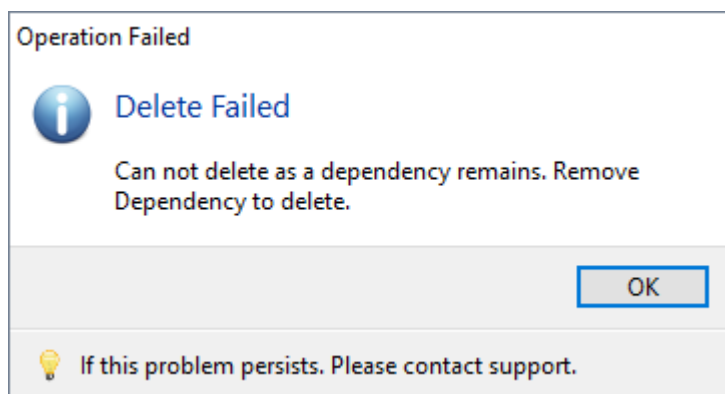 Operation Failed
Delete Failed
Can not delete as a dependency remains. Remove
Dependency to delete.
OK
If this problem persists. Please contact support.